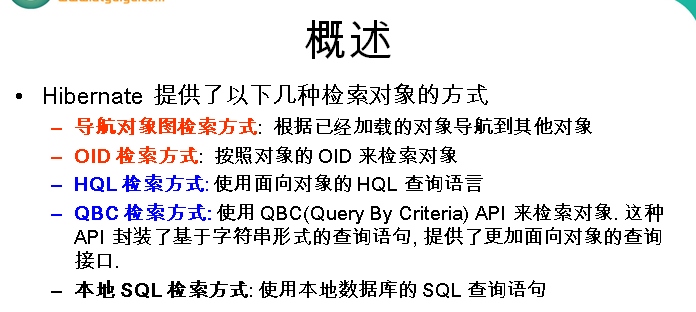 概述
• Hibernate 提供了以下几种检索对象的方式
– 导航对象图检索方式: 根据已经加载的对象导航到其他对象
– OID 检索方式: 按照对象的 OID 来检索对象
– HQL 检索方式: 使用面向对象的 HQL 查询语言
– QBC 检索方式: 使用 QBC(Query By Criteria) API 来检索对象. 这种
API 封装了基于字符串形式的查询语句, 提供了更加面向对象的查询
接口.
– 本地 SQL 检索方式: 使用本地数据库的 SQL 查询语句